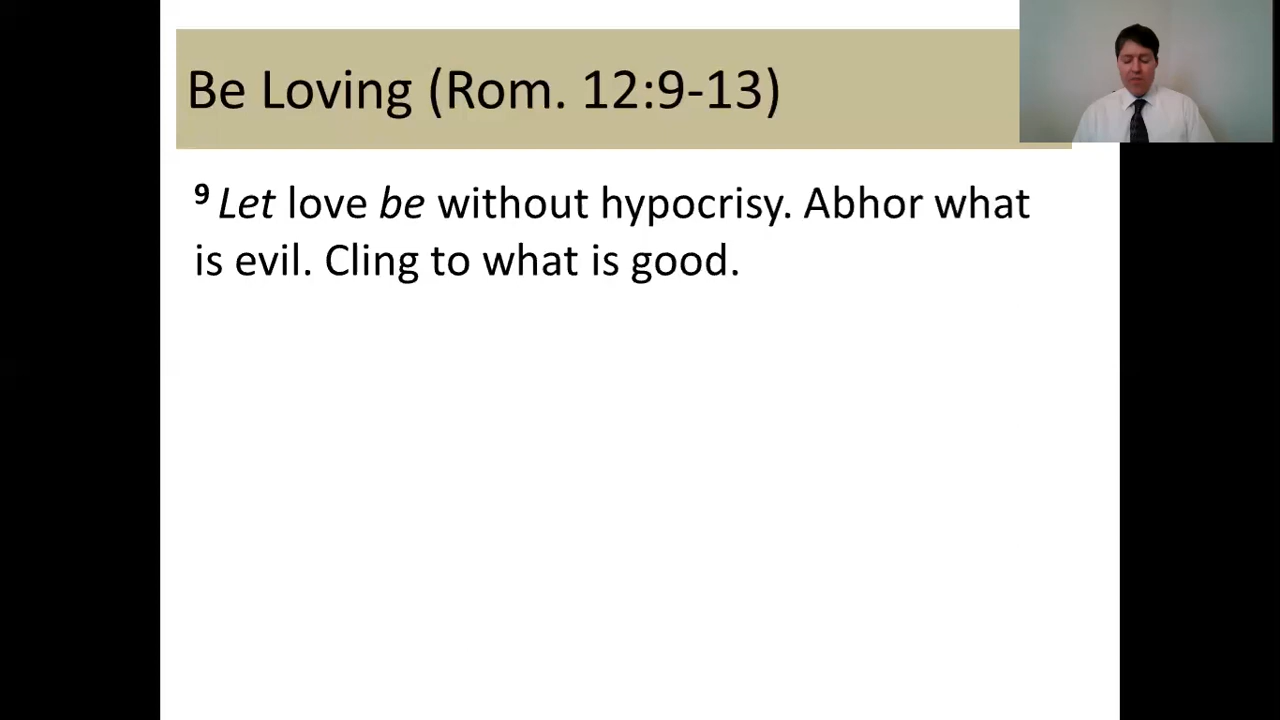 Be Loving (Rom. 12:9-13)
9 Let love be without hypocrisy. Abhor what
is evil. Cling to what is good.